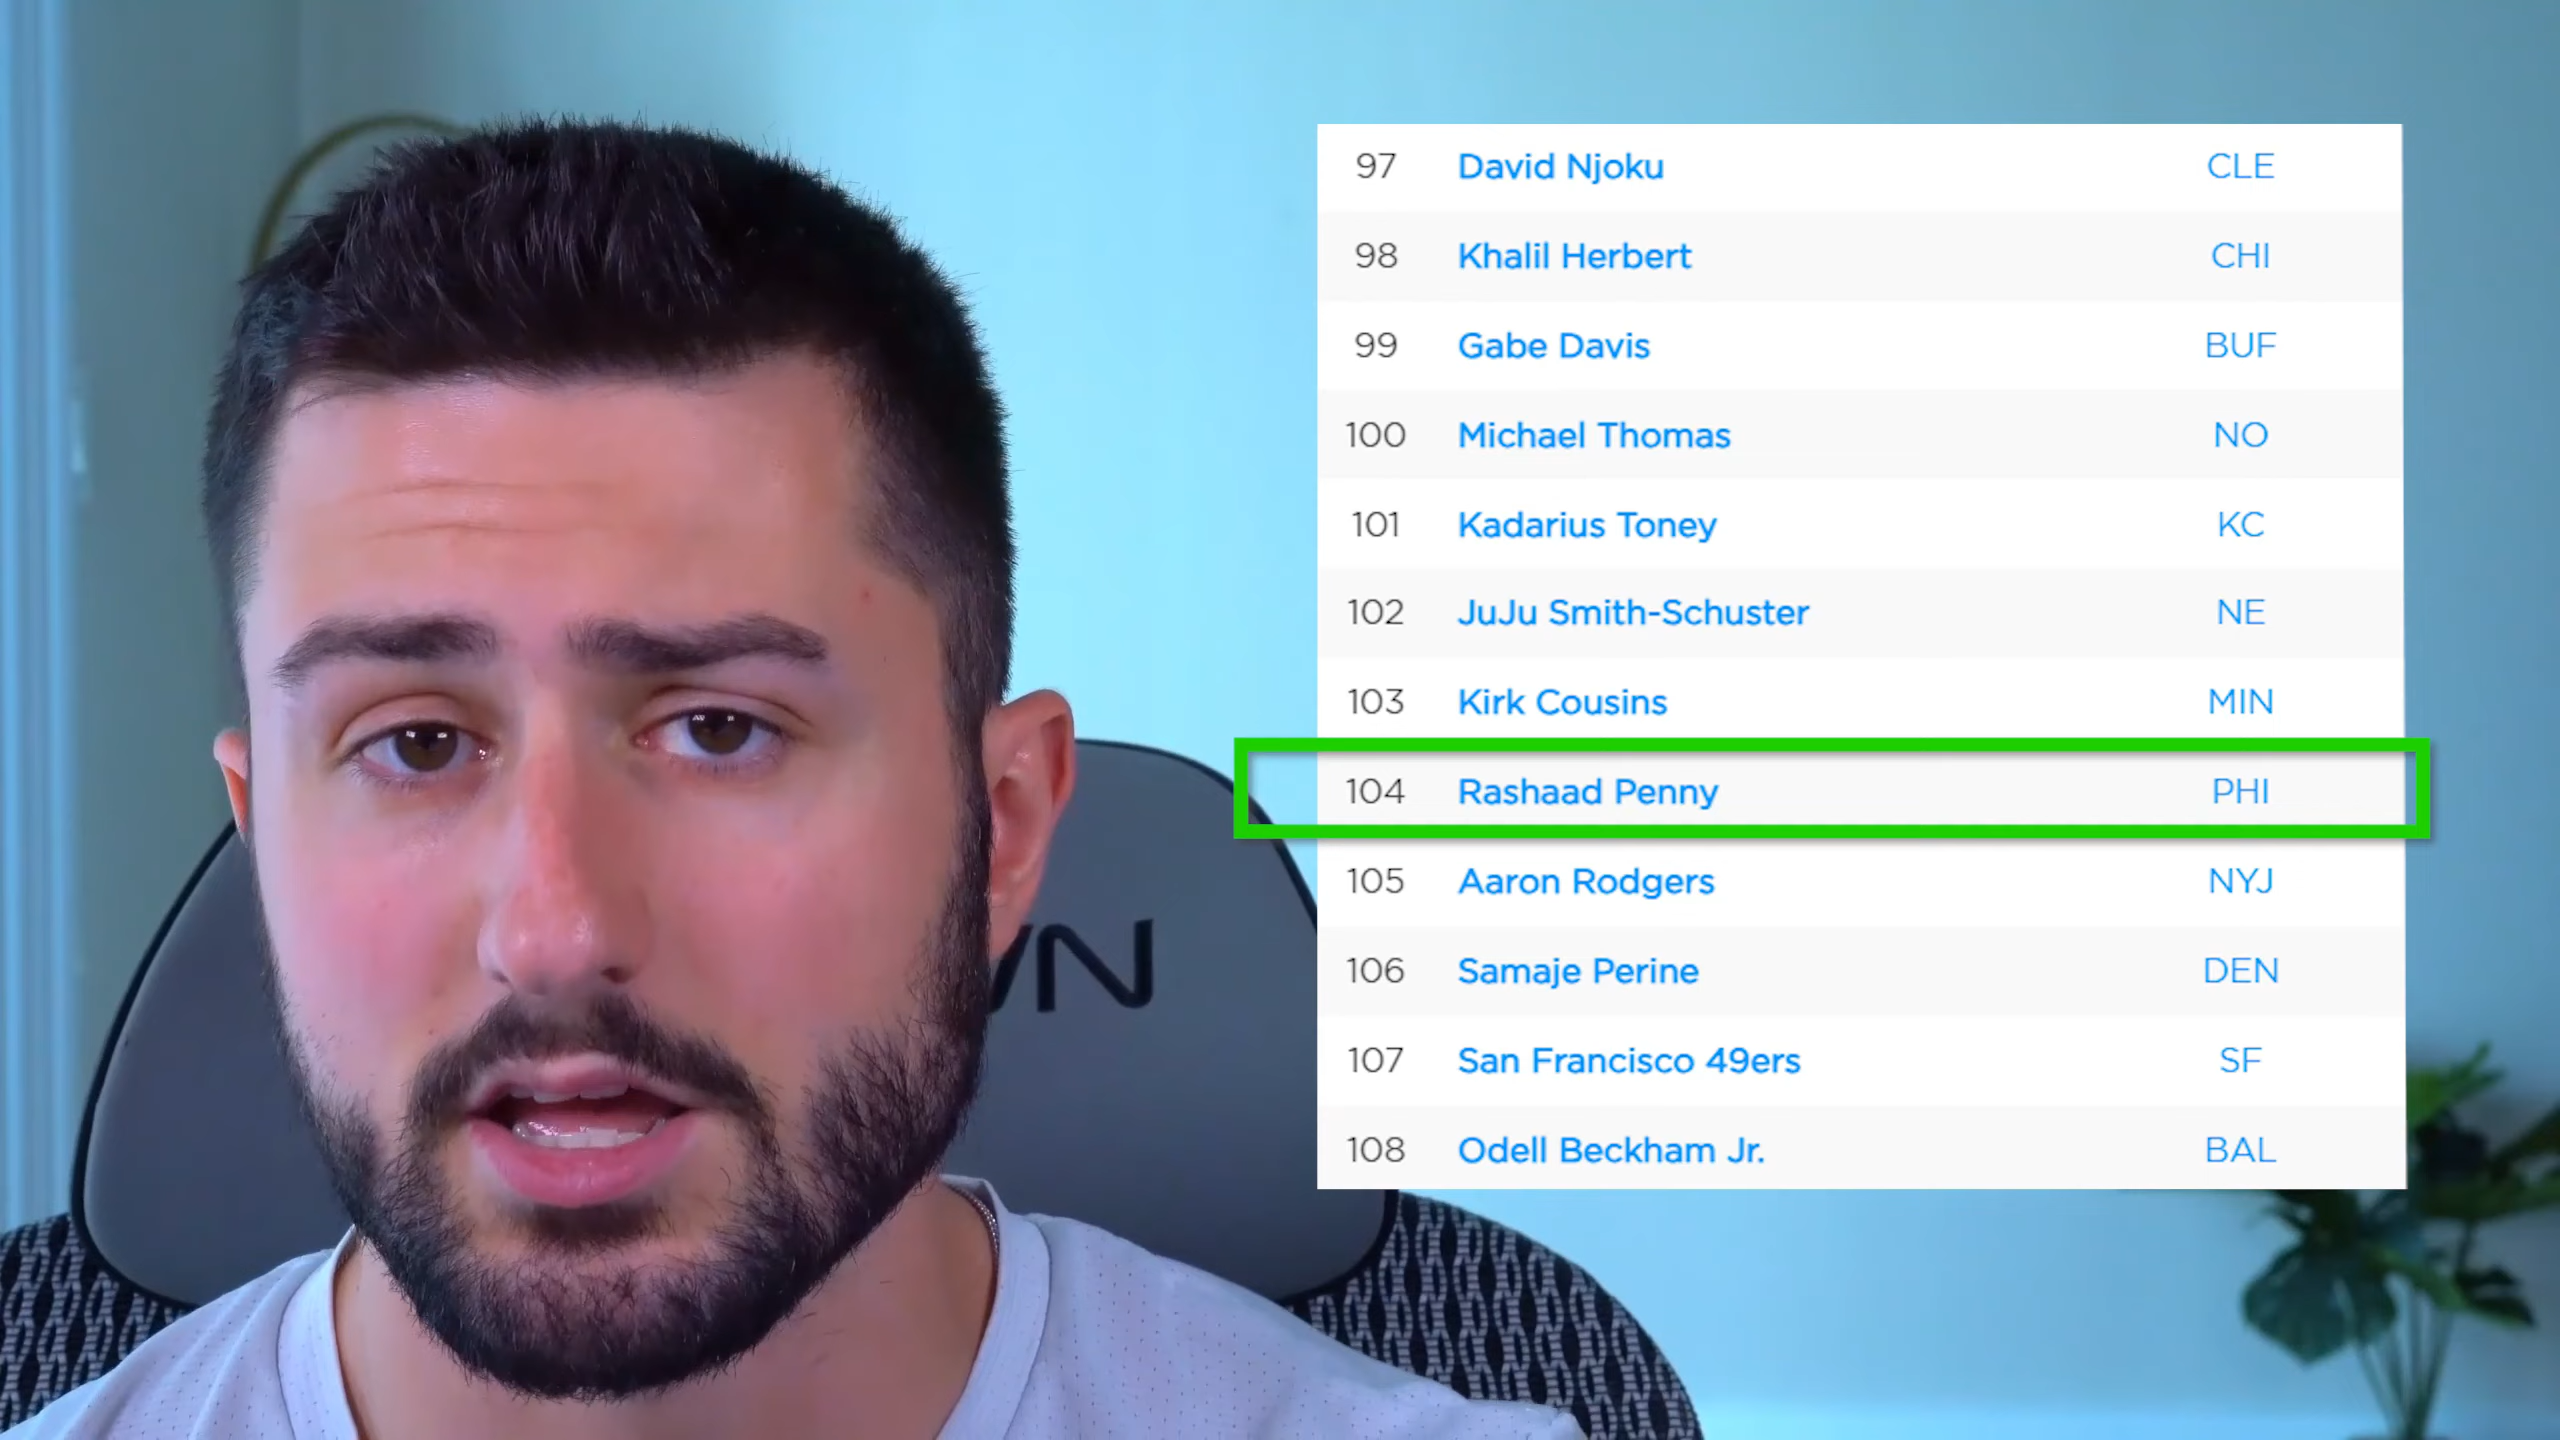 97 David Njoku CLE
98 Khalil Herbert CHI
99 Gabe Davis BUF
100 Michael Thomas NO
101 Kadarius Toney KC
102 JuJu Smith-Schuster NE
103 Kirk Cousins MIN
104 Rashaad Penny PHI
105 Aaron Rodgers NYJ
106 Samaje Perine DEN
107 San Francisco 49ers SF
108 Odell Beckham Jr. BAL